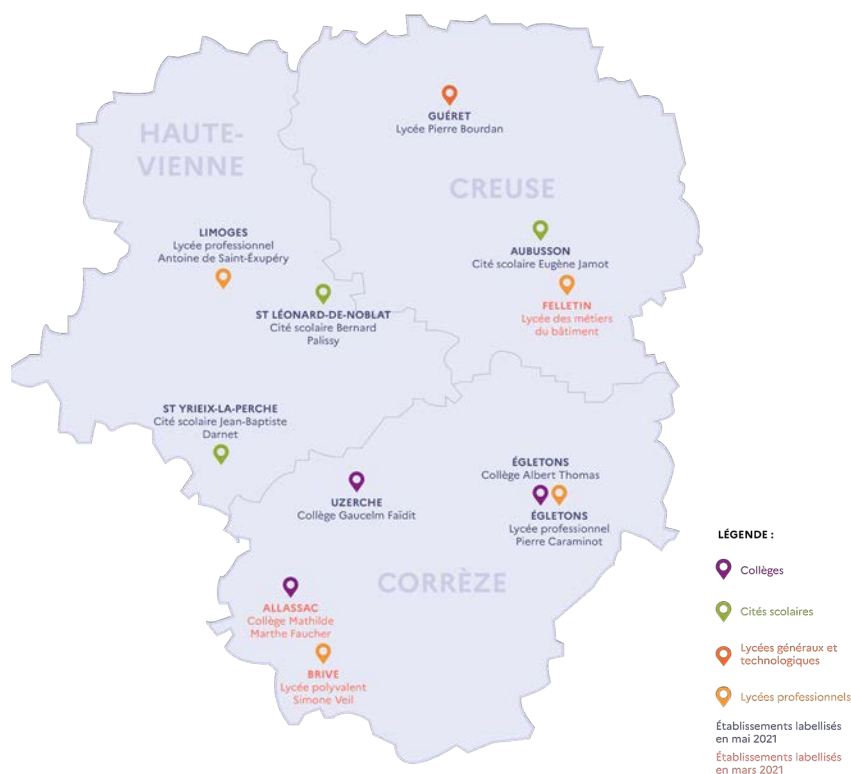 GUÉRET
Lycée Pierre Bourdan
HAUTE-
VIENNE
CREUSE
LIMOGES
Lycée professionnel
Antoine de Saint-Éxupéry
AUBUSSON
Cité scolaire Eugène Jamot
ST LÉONARD-DE-NOBLAT
Cité scolaire Bernard
Palissy
FELLETIN
Lycée des métiers
du bâtiment
ST YRIEIX-LA-PERCHE
Cité scolaire Jean-Baptiste
Darnet
ÉGLETONS
Collège Albert Thomas
UZERCHE
Collège Gaucelm Faïdit
ÉGLETONS
Lycée professionnel
Pierre Caraminot
CORRÈZE
ALLASSAC
Collège Mathilde
Marthe Faucher
BRIVE
Lycée polyvalent
Simone Veil
LÉGENDE :
Collèges
Cités scolaires
Lycées généraux et
technologiques
Lycées professionnels
Établissements labellisés
en mai 2021
Établissements labellisés
en mars 2021